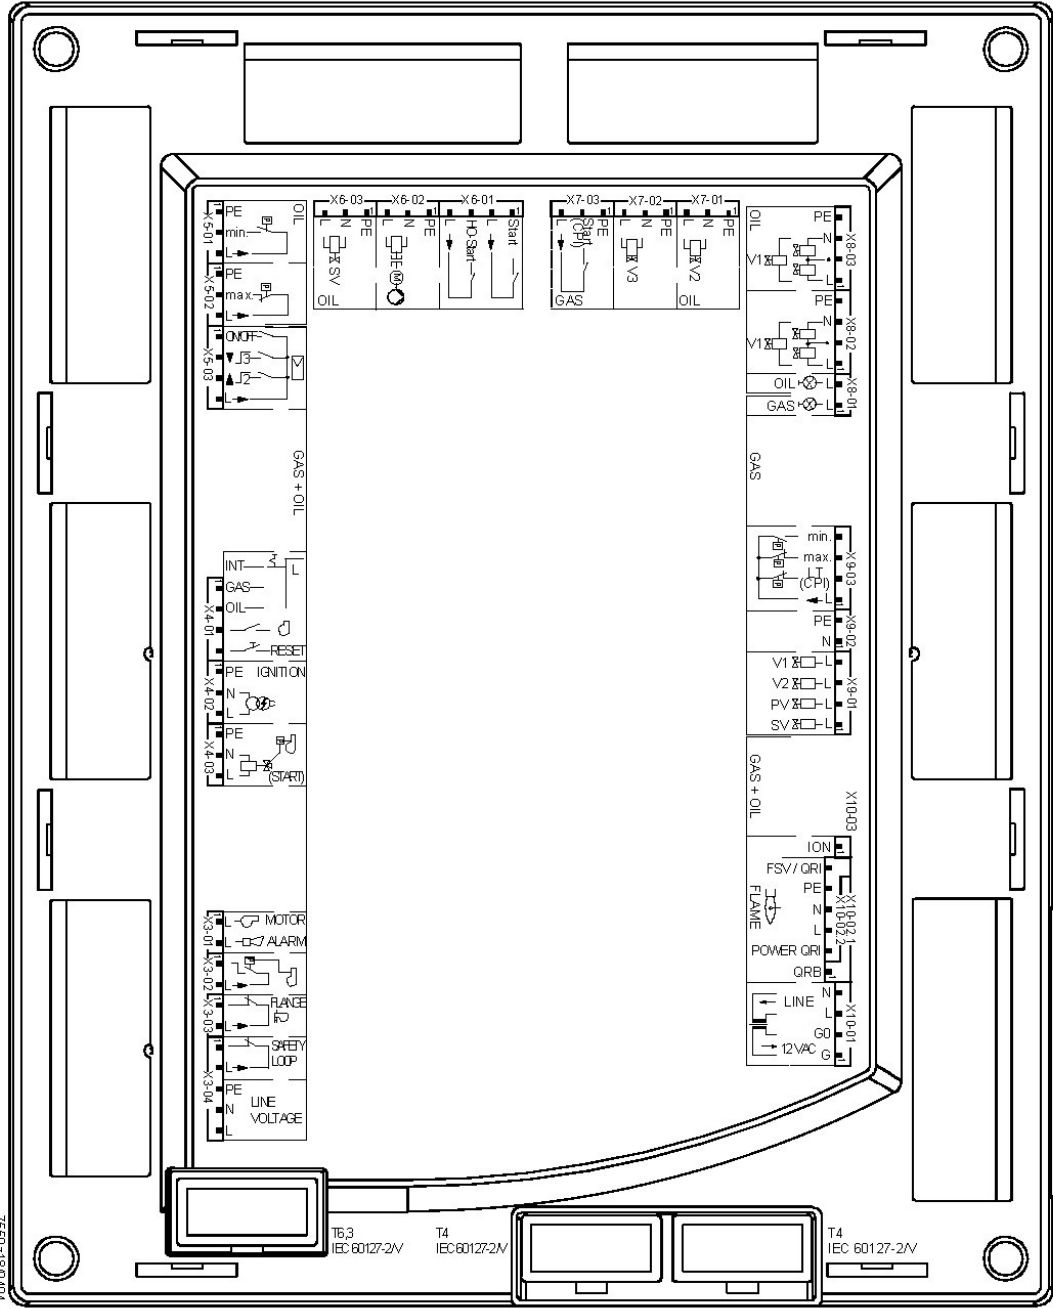 X5-01
PE
min.
L
OIL
X5-02
PE
max.
L
X5-03
ON/OFF
3
2
L
GAS + OIL
X6-03
L
N
PE
SV
OIL
X6-02
L
N
PE
M
X6-01
HO-Start
Start
X7-03
L
Start
(CPI)
GAS
X7-02
L
N
PE
V3
X7-01
L
N
PE
V2
OIL
OIL
PE
N
V1
L
X8-03
PE
N
V1
L
X8-02
OIL
L
GAS
L
X8-01
GAS
min.
max.
LT
(CPI)
L
X9-03
PE
N
X9-02
V1 L
V2 L
PV L
SV L
X9-01
GAS + OIL
X10-03
ION
FSV / QRI
PE
N
L
POWER QRI
QRB
FLAME
X10-02.1
X10-02.2
N
LINE
L
G0
12VAC
G
X10-01
INT
L
GAS
OIL
X4-01
RESET
PE IGNITION
N
L
X4-02
PE
N
L
(START)
X4-03
X3-01
L MOTOR
L ALARM
X3-02
L
X3-03
FLANGE
L
SAFETY
LOOP
L
X3-04
PE
N
L
LINE
VOLTAGE
T6,3
IEC 60127-2/V
T4
IEC 60127-2/V
T4
IEC 60127-2/V